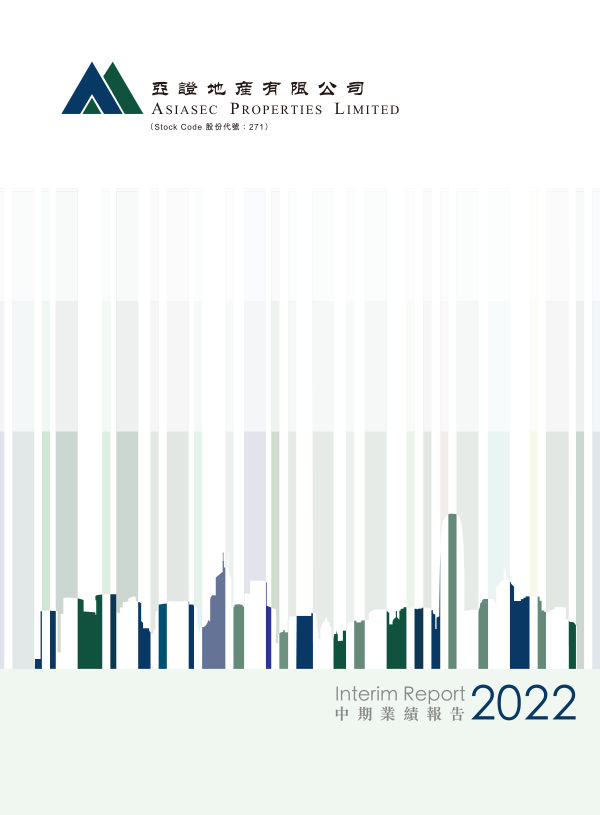 亞證地產有限公司
ASIASEC PROPERTIES LIMITED
(Stock Code 股份代號：271)
Interim Report
中期業績報告
2022